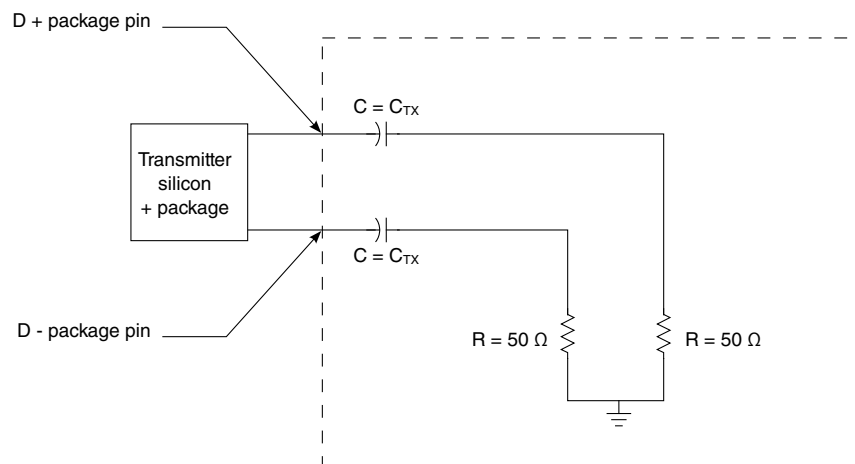 D + package pin
C = CTX
Transmitter
silicon
+ package
C = CTX
D - package pin
R = 50 Ω
R = 50 Ω